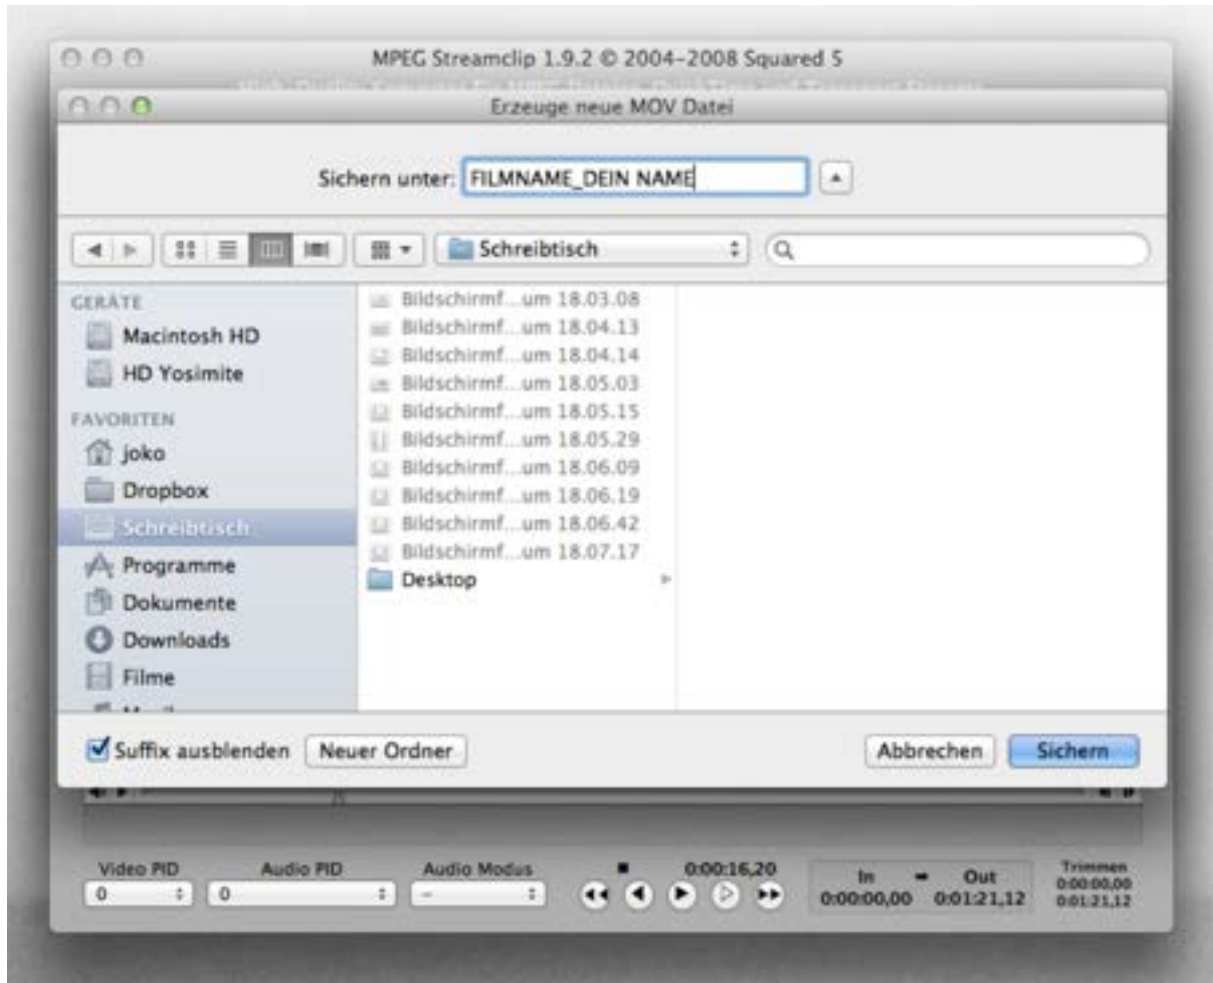 MPEG Streamclip 1.9.2 © 2004–2008 Squared 5
Erzeuge neue MOV Datei
Sichern unter: FILMNAME_DEIN NAME
Schreibtisch
GERÄTE
Macintosh HD
HD Yosimite
FAVORITEN
joko
Dropbox
Schreibtisch
Programme
Dokumente
Downloads
Filme
Bildschirmf...um 18.03.08
Bildschirmf...um 18.04.13
Bildschirmf...um 18.04.14
Bildschirmf...um 18.05.03
Bildschirmf...um 18.05.15
Bildschirmf...um 18.05.29
Bildschirmf...um 18.06.09
Bildschirmf...um 18.06.19
Bildschirmf...um 18.06.42
Bildschirmf...um 18.07.17
Desktop
Suffix ausblenden Neuer Ordner Abbrechen Sichern
Video PID Audio PID Audio Modus 0:00:16,20 In Out Trimmen
0 0 – 0:00:00,00 0:01:21,12 0:00:00,00
0:01:21,12